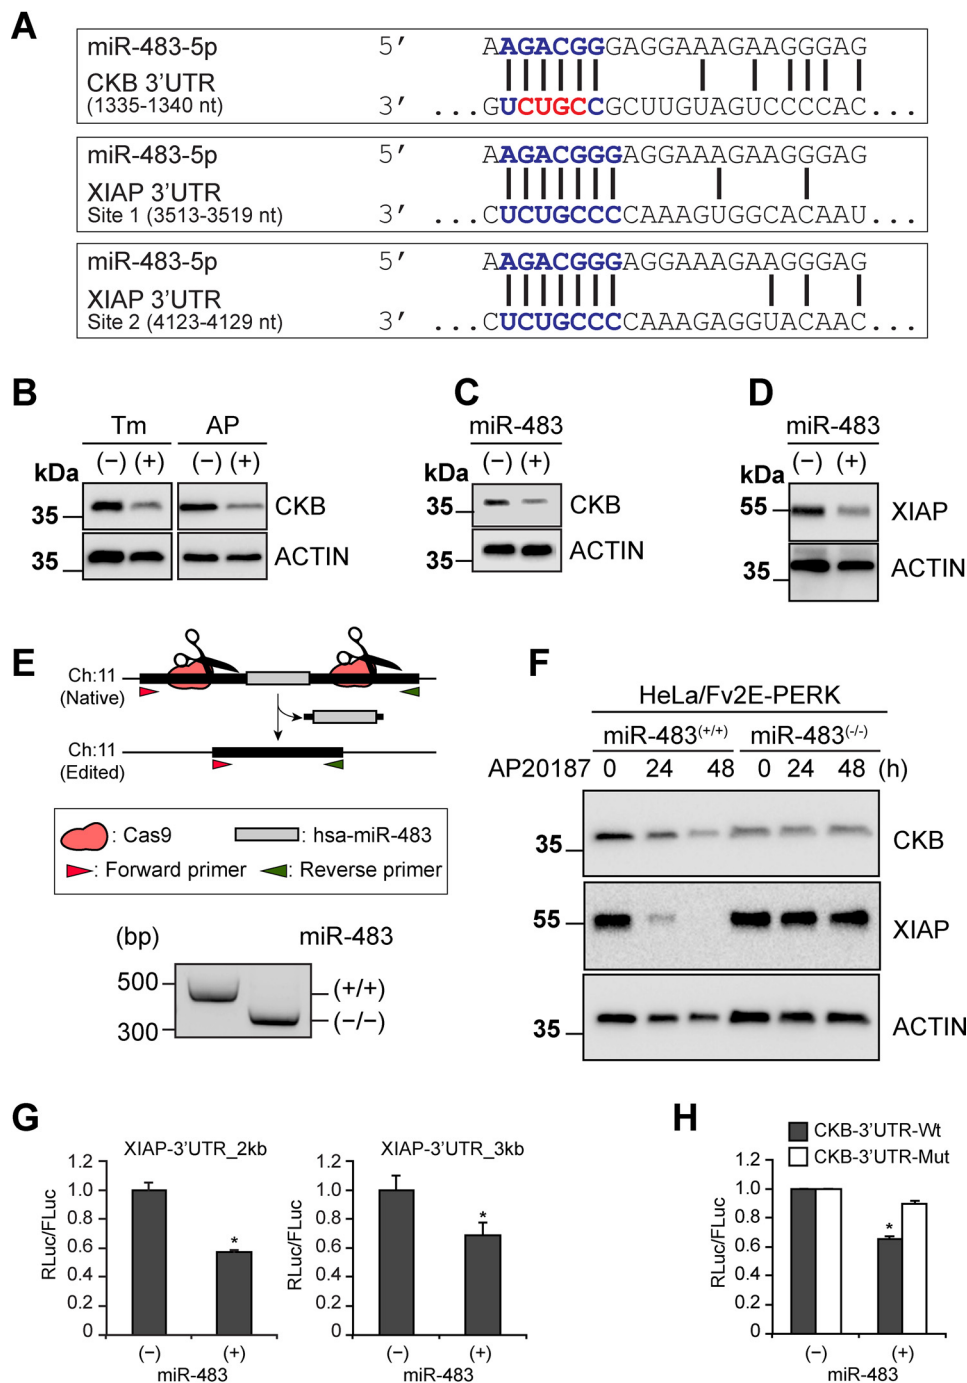 A
miR-483-5p 5′ AAGACGGGAGGAAAGAAGGGAG
CKB 3′UTR
(1335-1340 nt) 3′ ...GUCUGCCGCUUGUAGUCCCCAC...
miR-483-5p 5′ AAGACGGGAGGAAAGAAGGGAG
XIAP 3′UTR
Site 1 (3513-3519 nt) 3′ ...CUCUGCCCCAAAGUGGCACAAU...
miR-483-5p 5′ AAGACGGGAGGAAAGAAGGGAG
XIAP 3′UTR
Site 2 (4123-4129 nt) 3′ ...CUCUGCCCCAAAGAGGUACAAC...
B
Tm AP
kDa (−) (+) (−) (+)
35 CKB
35 ACTIN
C
miR-483
kDa (−) (+)
35 CKB
35 ACTIN
D
miR-483
kDa (−) (+)
55 XIAP
35 ACTIN
E
Ch:11
(Native)
Ch:11
(Edited)
: Cas9 : hsa-miR-483
: Forward primer : Reverse primer
(bp) miR-483
500 (+/+)
300 (−/−)
F
HeLa/Fv2E-PERK
miR-483(+/+) miR-483(-/-)
AP20187 0 24 48 0 24 48 (h)
35 CKB
55 XIAP
35 ACTIN
G
XIAP-3’UTR_2kb
RLuc/FLuc
1.2
1.0
0.8
0.6
0.4
0.2
0
*
(−) (+)
miR-483
XIAP-3’UTR_3kb
RLuc/FLuc
1.2
1.0
0.8
0.6
0.4
0.2
0
*
(−) (+)
miR-483
H
CKB-3’UTR-Wt
CKB-3’UTR-Mut
RLuc/FLuc
1.2
1.0
0.8
0.6
0.4
0.2
0
*
(−) (+)
miR-483